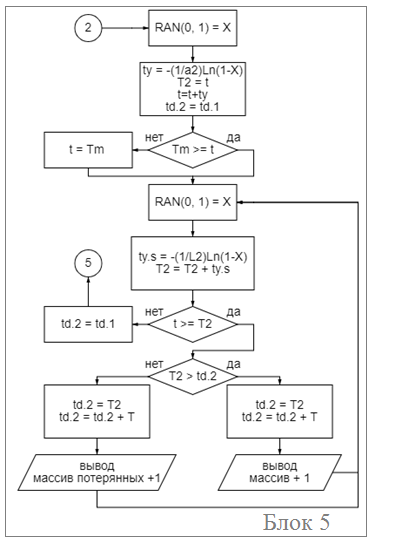 2
RAN(0, 1) = X
ty = -(1/a2)Ln(1-X)
T2 = t
t=t+ty
td.2 = td.1
нет
да
t = Tm
Tm >= t
RAN(0, 1) = X
5
ty.s = -(1/L2)Ln(1-X)
T2 = T2 + ty.s
нет
да
td.2 = td.1
t >= T2
нет
да
T2 > td.2
td.2 = T2
td.2 = td.2 + T
td.2 = T2
td.2 = td.2 + T
вывод
массив потерянных +1
вывод
массив + 1
Блок 5